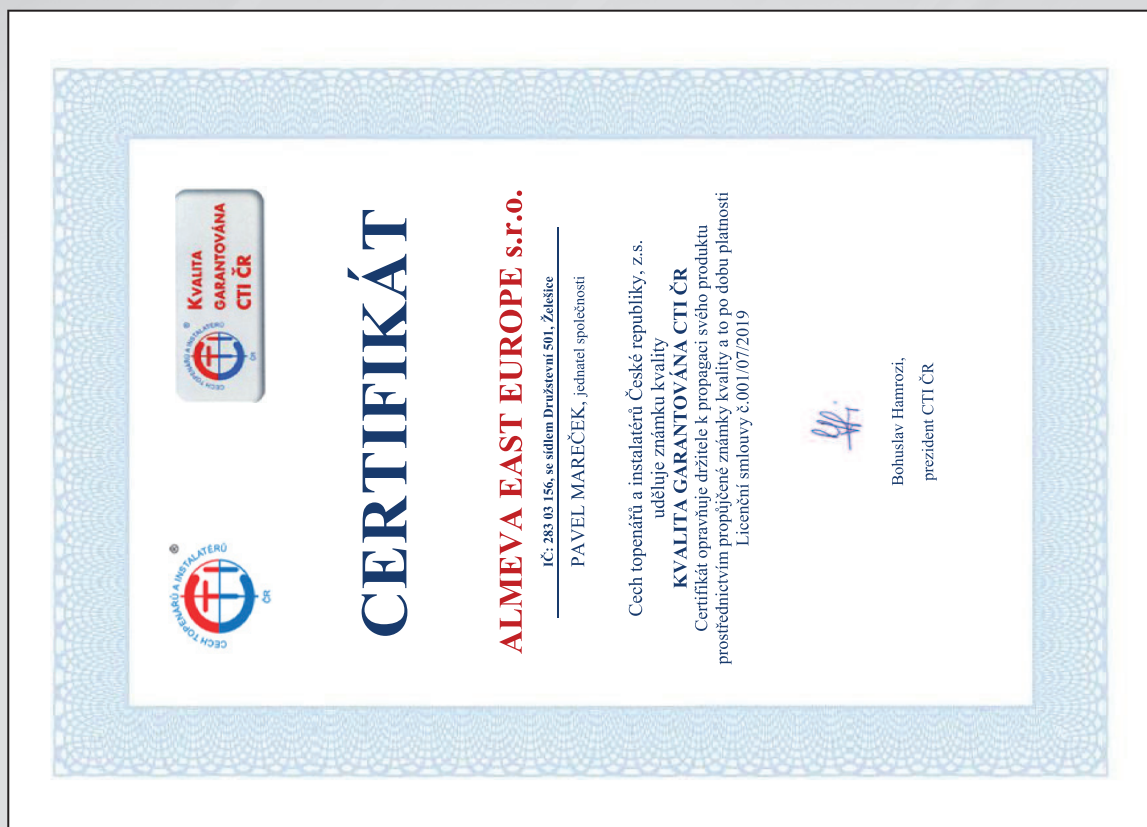 CECH TOPENÁŘŮ A INSTALATÉRŮ ®
ČR
CECH TOPENÁŘŮ A INSTALATÉRŮ ®
ČR
KVALITA
GARANTOVÁNA
CTI ČR
CERTIFIKÁT
ALMEVA EAST EUROPE s.r.o.
IČ: 283 03 156, se sídlem Družstevní 501, Želešice
PAVEL MAREČEK, jednatel společnosti
Cech topenářů a instalatérů České republiky, z.s.
uděluje známku kvality
KVALITA GARANTOVÁNA CTI ČR
Certifikát opravňuje držitele k propagaci svého produktu
prostřednictvím propůjčené známky kvality a to po dobu platnosti
Licenční smlouvy č.001/07/2019
Bohuslav Hamrozi,
prezident CTI ČR